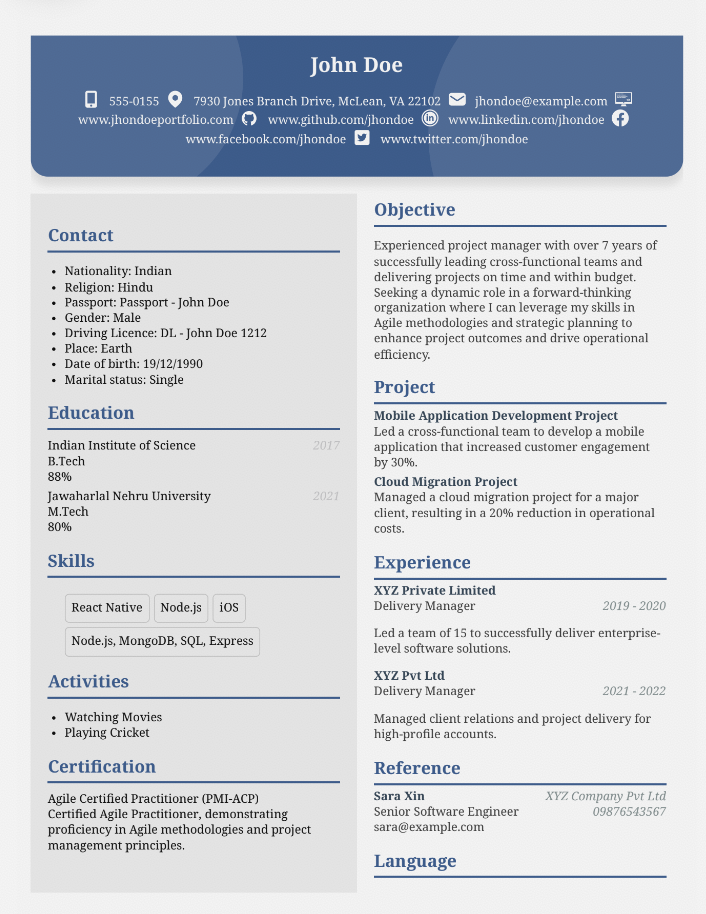 John Doe
555-0155 7930 Jones Branch Drive, McLean, VA 22102 jhondoe@example.com
www.jhondoeportfolio.com www.github.com/jhondoe www.linkedin.com/jhondoe
www.facebook.com/jhondoe www.twitter.com/jhondoe
Contact
• Nationality: Indian
• Religion: Hindu
• Passport: Passport - John Doe
• Gender: Male
• Driving Licence: DL - John Doe 1212
• Place: Earth
• Date of birth: 19/12/1990
• Marital status: Single
Education
Indian Institute of Science 2017
B.Tech
88%
Jawaharlal Nehru University 2021
M.Tech
80%
Skills
React Native Node.js iOS
Node.js, MongoDB, SQL, Express
Activities
• Watching Movies
• Playing Cricket
Certification
Agile Certified Practitioner (PMI-ACP)
Certified Agile Practitioner, demonstrating
proficiency in Agile methodologies and project
management principles.
Objective
Experienced project manager with over 7 years of
successfully leading cross-functional teams and
delivering projects on time and within budget.
Seeking a dynamic role in a forward-thinking
organization where I can leverage my skills in
Agile methodologies and strategic planning to
enhance project outcomes and drive operational
efficiency.
Project
Mobile Application Development Project
Led a cross-functional team to develop a mobile
application that increased customer engagement
by 30%.
Cloud Migration Project
Managed a cloud migration project for a major
client, resulting in a 20% reduction in operational
costs.
Experience
XYZ Private Limited
Delivery Manager 2019 - 2020
Led a team of 15 to successfully deliver enterprise-
level software solutions.
XYZ Pvt Ltd
Delivery Manager 2021 - 2022
Managed client relations and project delivery for
high-profile accounts.
Reference
Sara Xin XYZ Company Pvt Ltd
Senior Software Engineer 09876543567
sara@example.com
Language